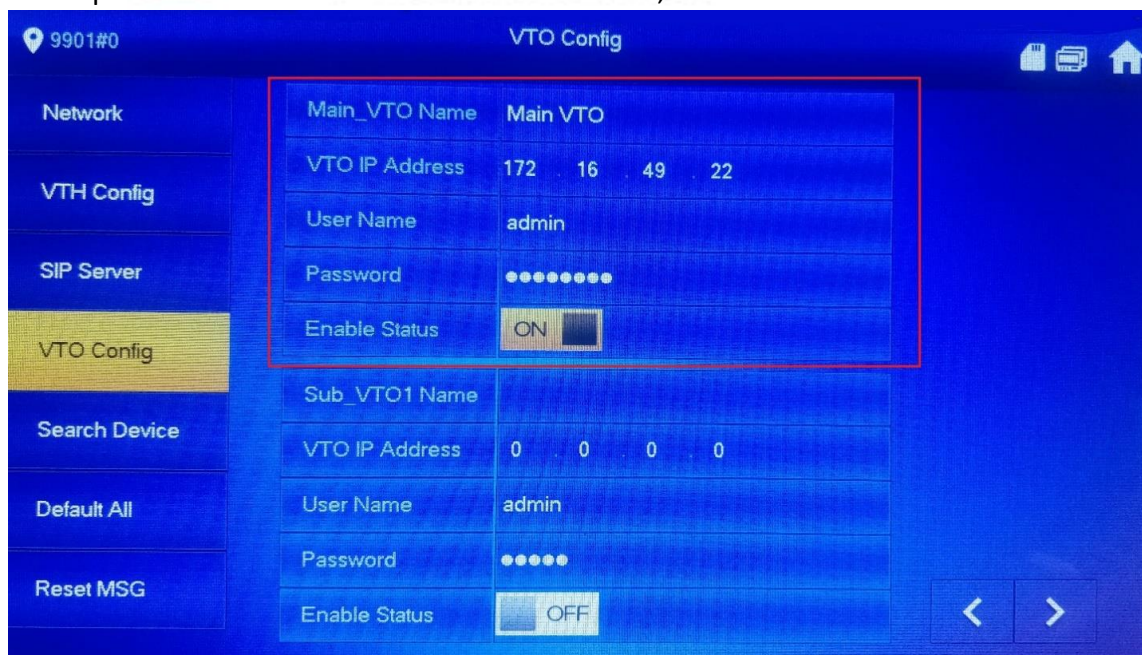 9901#0
VTO Config
Network
VTH Config
SIP Server
VTO Config
Search Device
Default All
Reset MSG
Main_VTO Name Main VTO
VTO IP Address 172 . 16 . 49 . 22
User Name admin
Password ●●●●●●●●
Enable Status ON
Sub_VTO1 Name
VTO IP Address 0 . 0 . 0 . 0
User Name admin
Password ●●●●●
Enable Status OFF